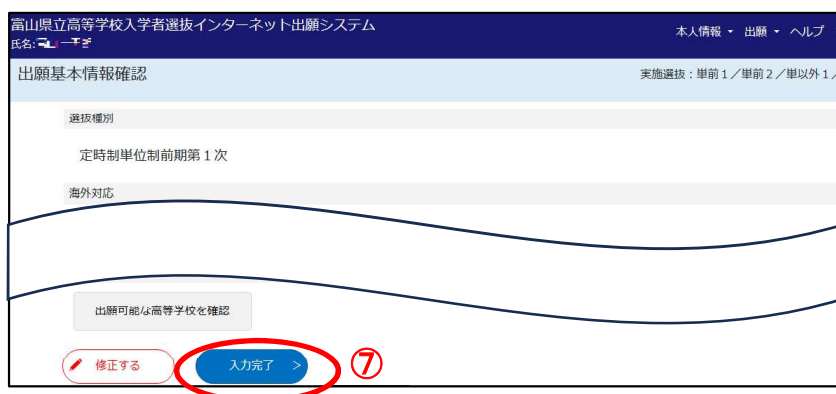 富山県立高等学校入学者選抜インターネット出願システム
氏名:
本人情報 ▾ 出願 ▾ ヘルプ
出願基本情報確認
実施選抜：単前1／単前2／単以外1／
選抜種別
定時制単位制前期第1次
海外対応
出願可能な高等学校を確認
修正する
入力完了 >
⑦